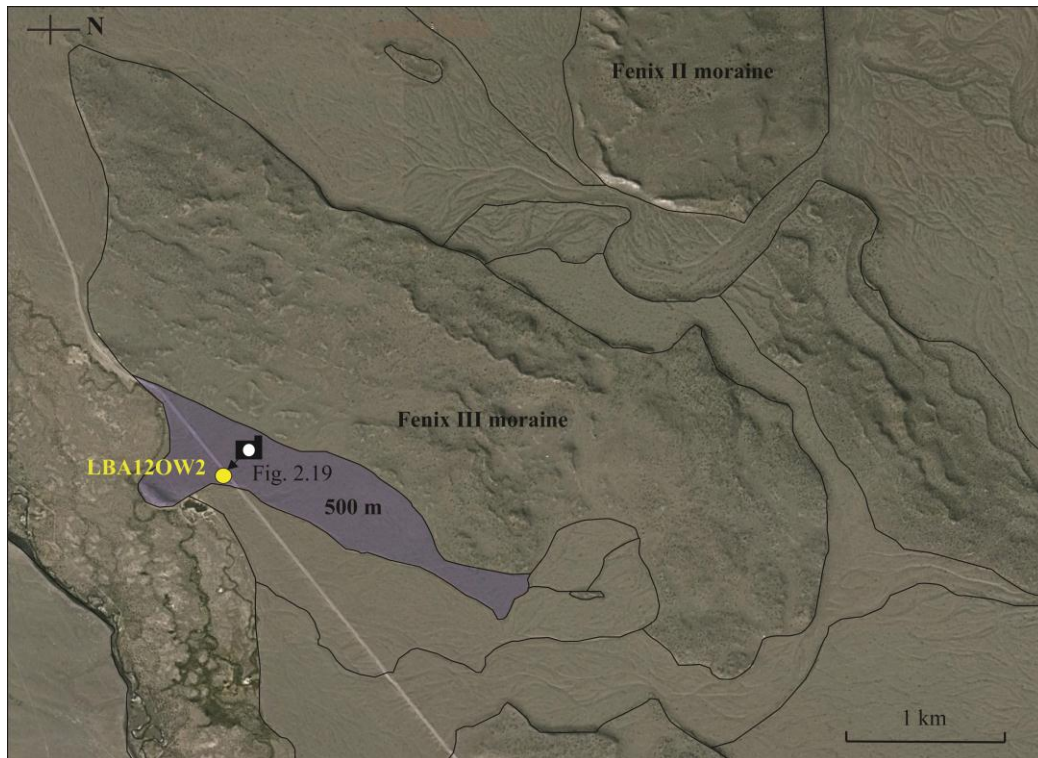 N
Fenix II moraine
Fenix III moraine
LBA12OW2
Fig. 2.19
500 m
1 km